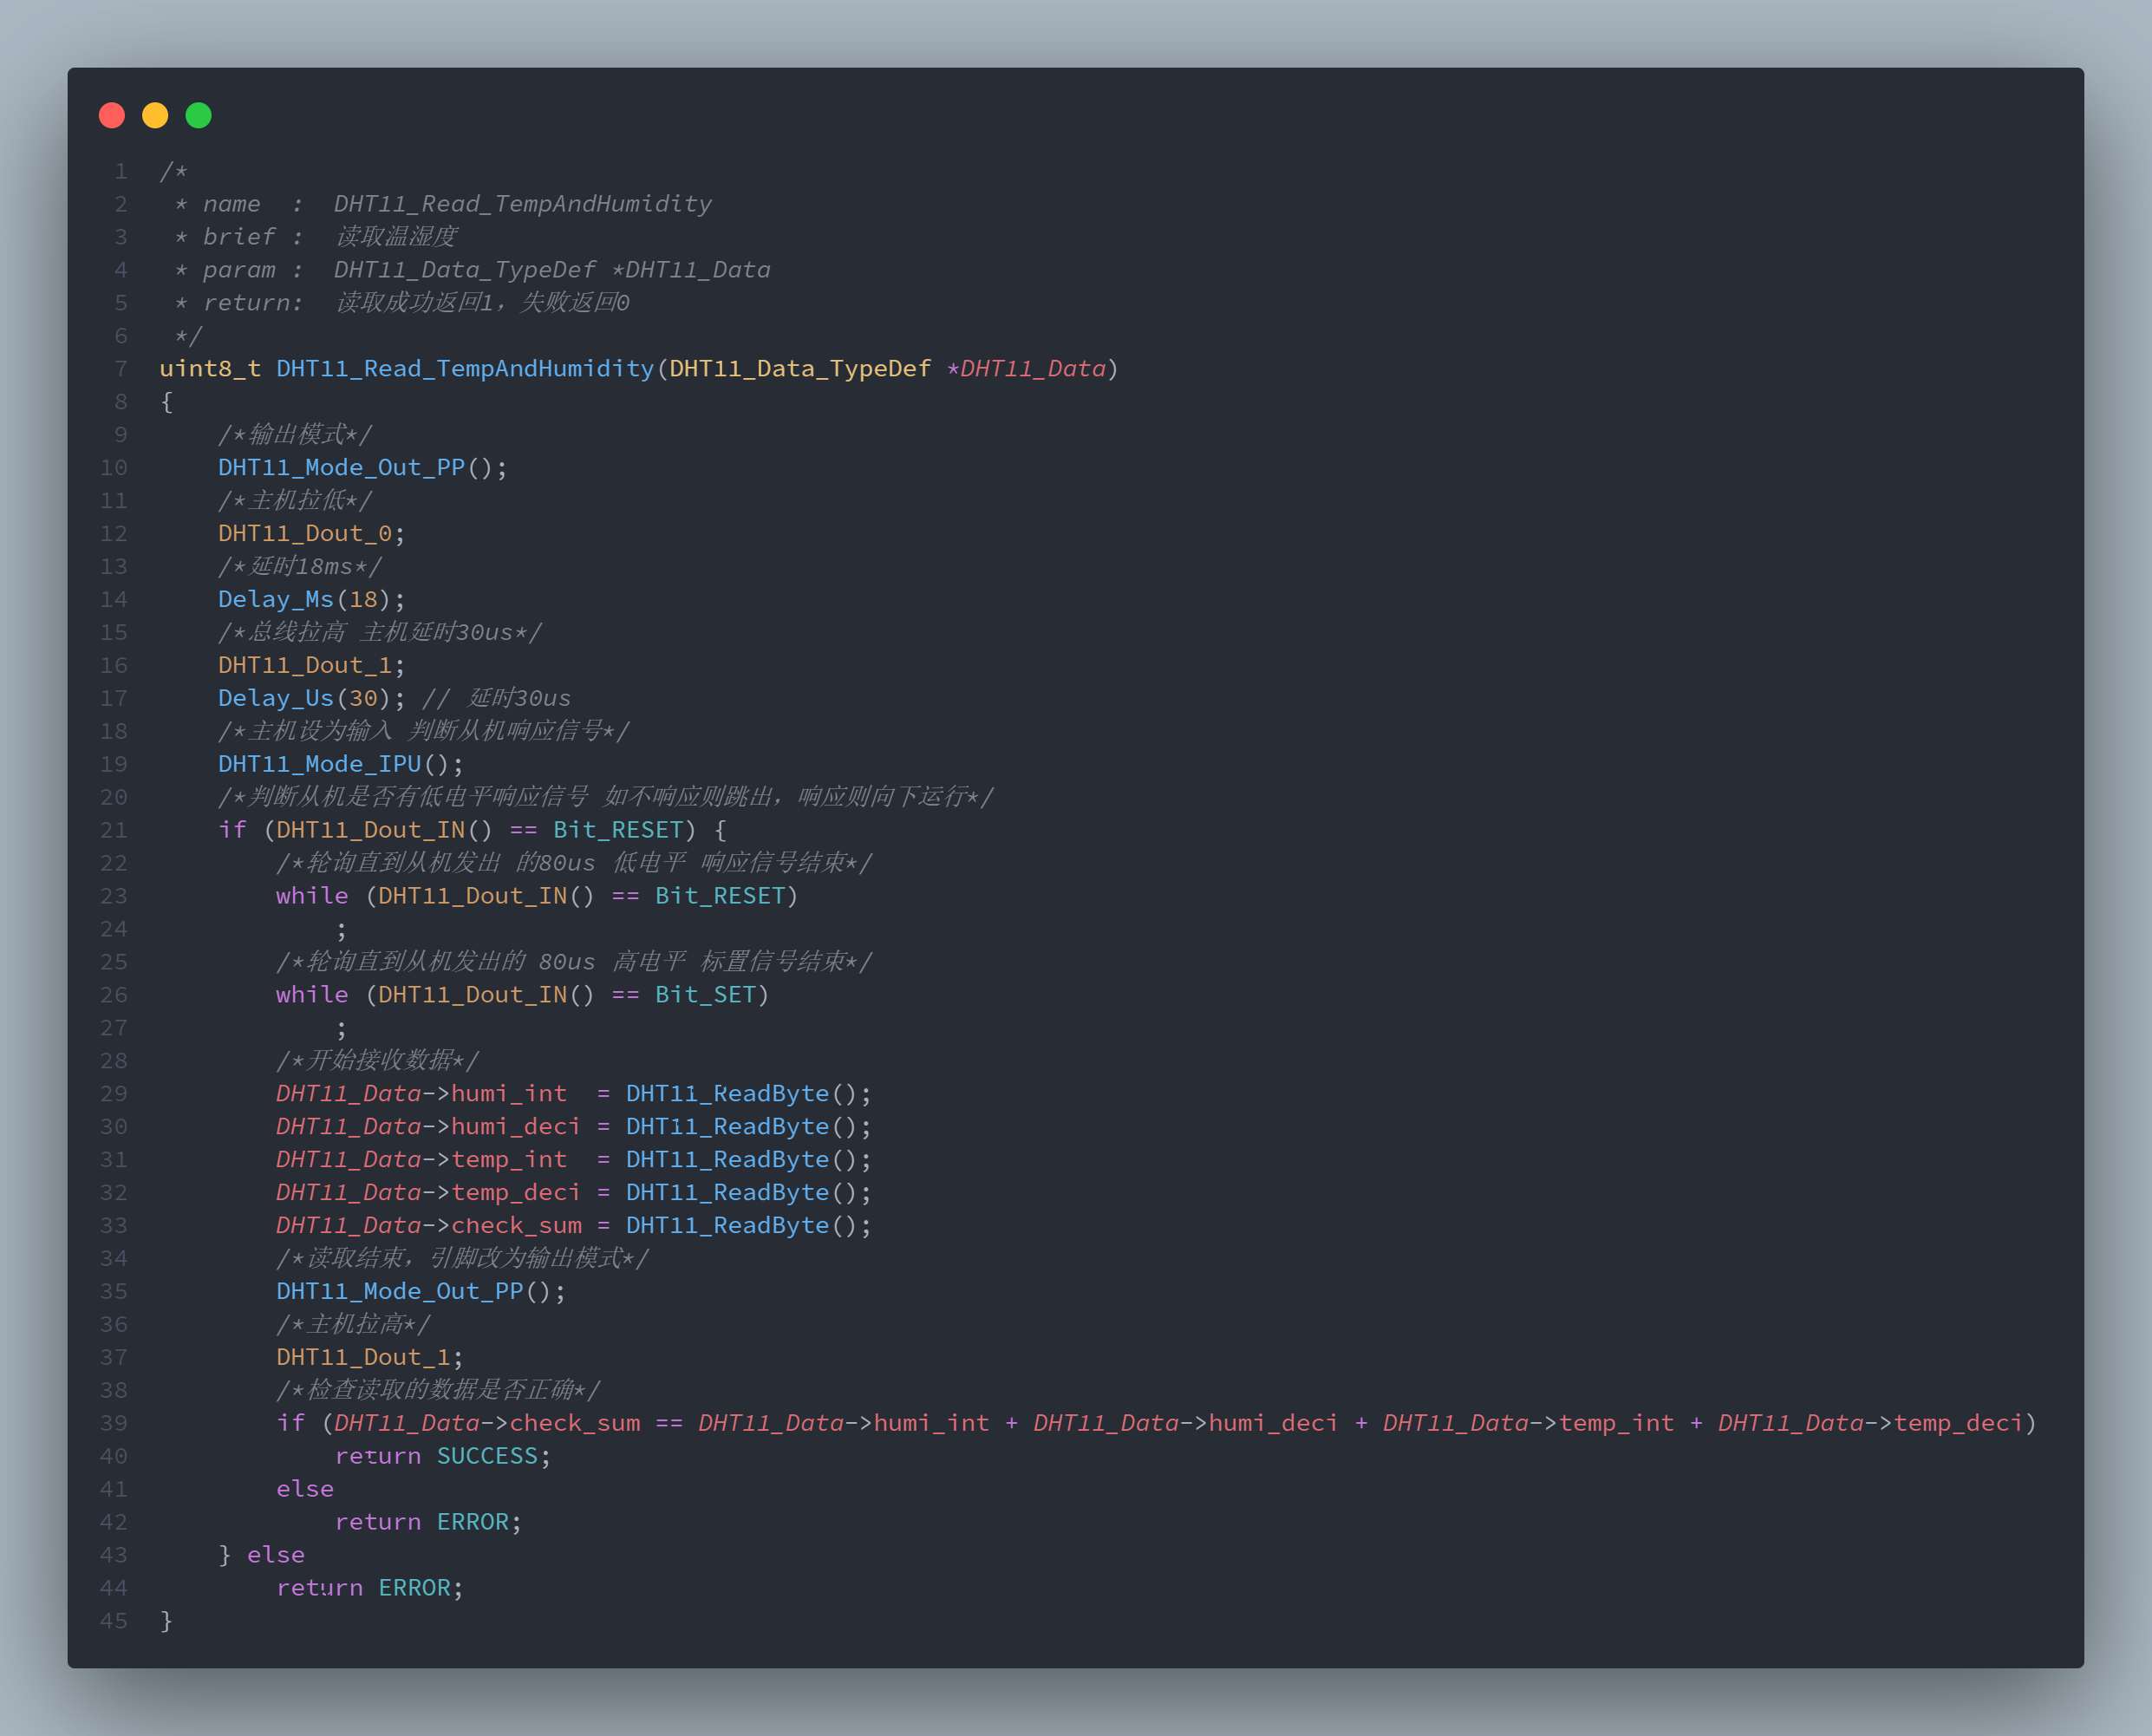 1 /*
2  * name  :  DHT11_Read_TempAndHumidity
3  * brief :  读取温湿度
4  * param :  DHT11_Data_TypeDef *DHT11_Data
5  * return:  读取成功返回1，失败返回0
6  */
7 uint8_t DHT11_Read_TempAndHumidity(DHT11_Data_TypeDef *DHT11_Data)
8 {
9     /*输出模式*/
10     DHT11_Mode_Out_PP();
11     /*主机拉低*/
12     DHT11_Dout_0;
13     /*延时18ms*/
14     Delay_Ms(18);
15     /*总线拉高 主机延时30us*/
16     DHT11_Dout_1;
17     Delay_Us(30); // 延时30us
18     /*主机设为输入 判断从机响应信号*/
19     DHT11_Mode_IPU();
20     /*判断从机是否有低电平响应信号 如不响应则跳出，响应则向下运行*/
21     if (DHT11_Dout_IN() == Bit_RESET) {
22         /*轮询直到从机发出 的80us 低电平 响应信号结束*/
23         while (DHT11_Dout_IN() == Bit_RESET)
24             ;
25         /*轮询直到从机发出的 80us 高电平 标置信号结束*/
26         while (DHT11_Dout_IN() == Bit_SET)
27             ;
28         /*开始接收数据*/
29         DHT11_Data->humi_int  = DHT11_ReadByte();
30         DHT11_Data->humi_deci = DHT11_ReadByte();
31         DHT11_Data->temp_int  = DHT11_ReadByte();
32         DHT11_Data->temp_deci = DHT11_ReadByte();
33         DHT11_Data->check_sum = DHT11_ReadByte();
34         /*读取结束，引脚改为输出模式*/
35         DHT11_Mode_Out_PP();
36         /*主机拉高*/
37         DHT11_Dout_1;
38         /*检查读取的数据是否正确*/
39         if (DHT11_Data->check_sum == DHT11_Data->humi_int + DHT11_Data->humi_deci + DHT11_Data->temp_int + DHT11_Data->temp_deci)
40             return SUCCESS;
41         else
42             return ERROR;
43     } else
44         return ERROR;
45 }